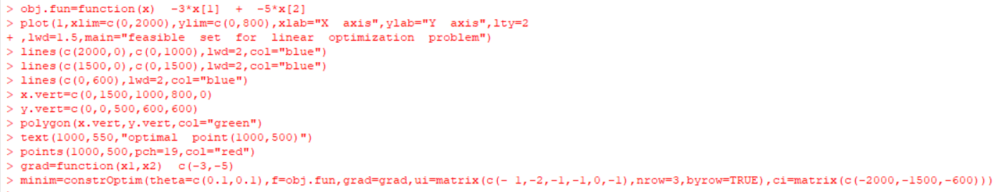 > obj.fun=function(x)  -3*x[1]  +  -5*x[2]
> plot(1,xlim=c(0,2000),ylim=c(0,800),xlab="X  axis",ylab="Y  axis",lty=2
+ ,lwd=1.5,main="feasible  set  for  linear  optimization  problem")
> lines(c(2000,0),c(0,1000),lwd=2,col="blue")
> lines(c(1500,0),c(0,1500),lwd=2,col="blue")
> lines(c(0,600),lwd=2,col="blue")
> x.vert=c(0,1500,1000,800,0)
> y.vert=c(0,0,500,600,600)
> polygon(x.vert,y.vert,col="green")
> text(1000,550,"optimal  point(1000,500)")
> points(1000,500,pch=19,col="red")
> grad=function(x1,x2)  c(-3,-5)
> minim=constrOptim(theta=c(0.1,0.1),f=obj.fun,grad=grad,ui=matrix(c(- 1,-2,-1,-1,0,-1),nrow=3,byrow=TRUE),ci=matrix(c(-2000,-1500,-600)))